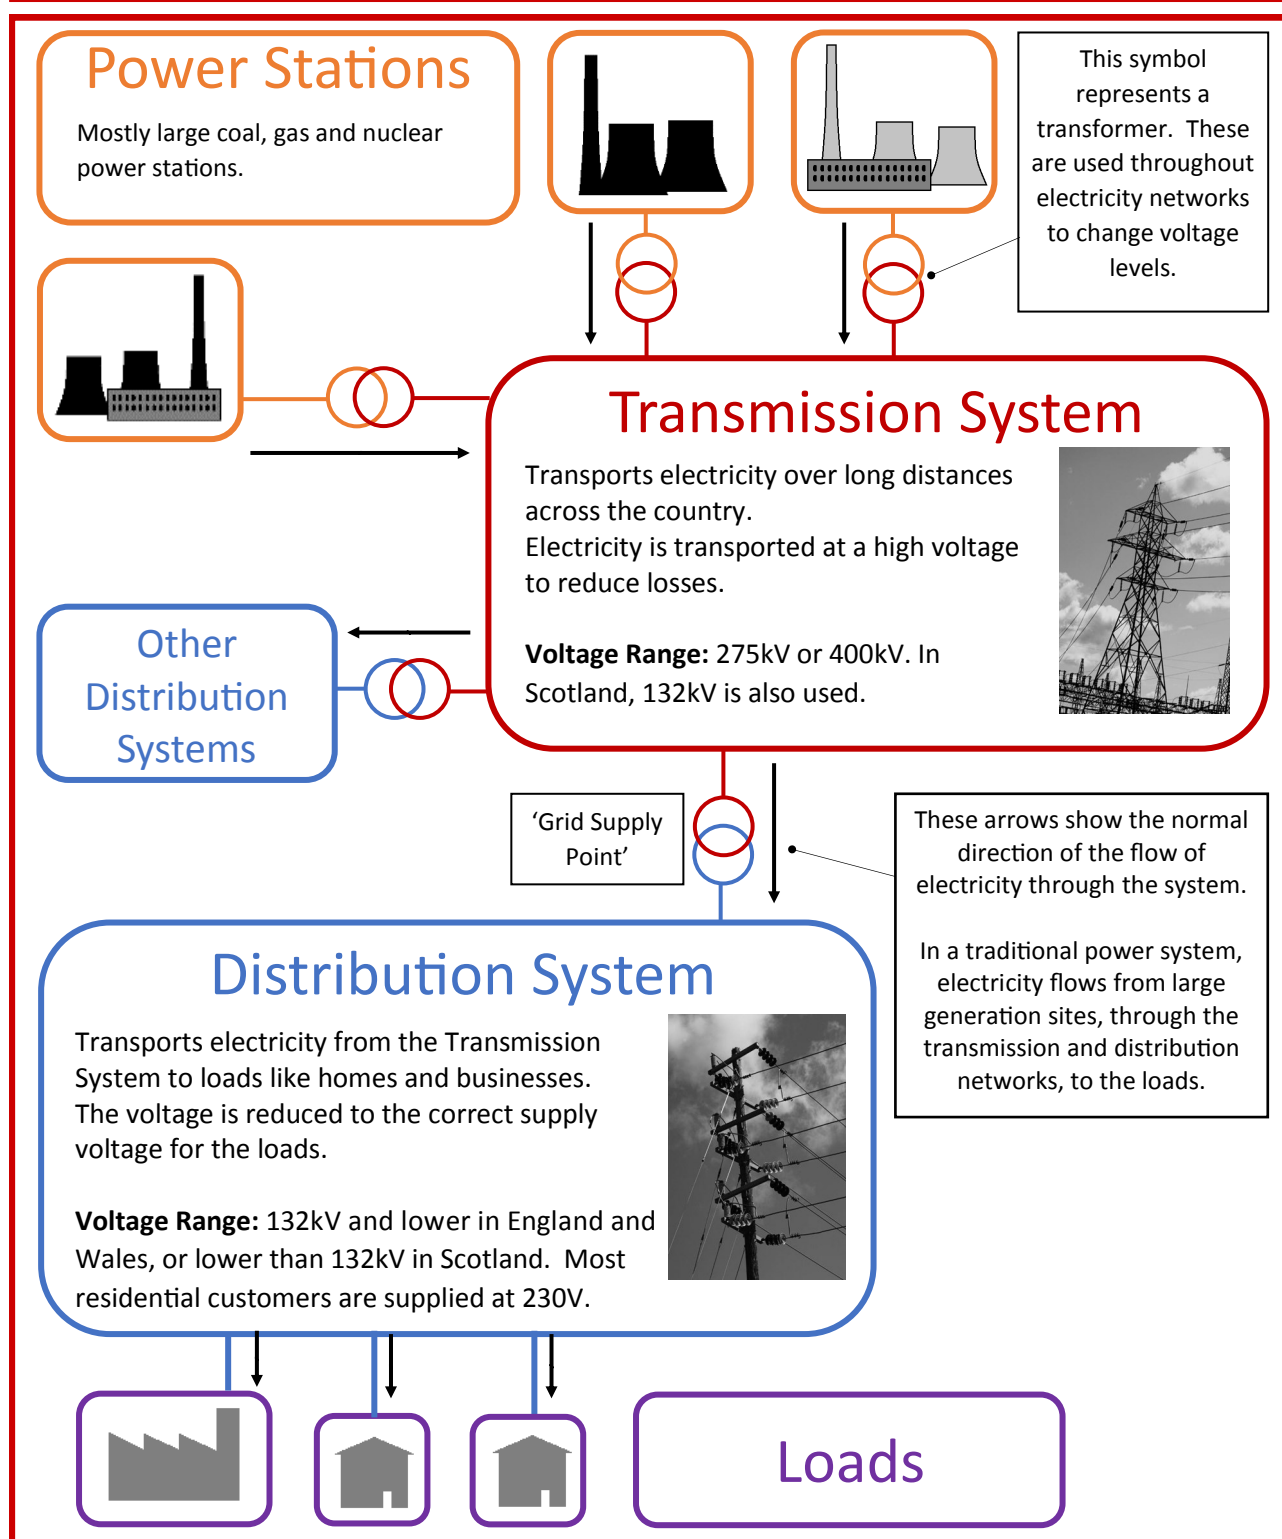 Power Stations
Mostly large coal, gas and nuclear
power stations.
This symbol
represents a
transformer.  These
are used throughout
electricity networks
to change voltage
levels.
Transmission System
Transports electricity over long distances
across the country.
Electricity is transported at a high voltage
to reduce losses.
Voltage Range: 275kV or 400kV. In
Scotland, 132kV is also used.
Other
Distribution
Systems
‘Grid Supply
Point’
These arrows show the normal
direction of the flow of
electricity through the system.
In a traditional power system,
electricity flows from large
generation sites, through the
transmission and distribution
networks, to the loads.
Distribution System
Transports electricity from the Transmission
System to loads like homes and businesses.
The voltage is reduced to the correct supply
voltage for the loads.
Voltage Range: 132kV and lower in England and
Wales, or lower than 132kV in Scotland.  Most
residential customers are supplied at 230V.
Loads